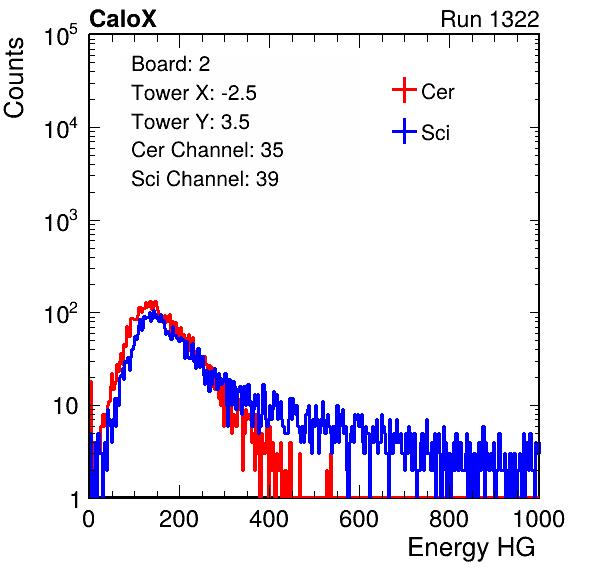 CaloX Run 1322
Counts
10^5
10^4
10^3
10^2
10
1
Board: 2
Tower X: -2.5
Tower Y: 3.5
Cer Channel: 35
Sci Channel: 39
Cer
Sci
0 200 400 600 800 1000
Energy HG